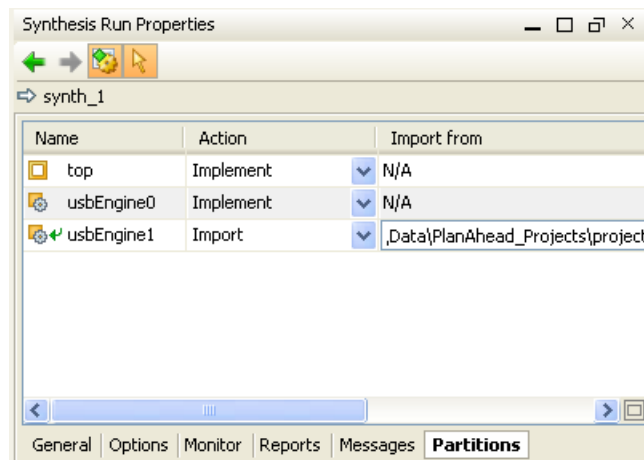 Synthesis Run Properties
synth_1
Name Action Import from
top Implement N/A
usbEngine0 Implement N/A
usbEngine1 Import ,Data\PlanAhead_Projects\project
General Options Monitor Reports Messages Partitions